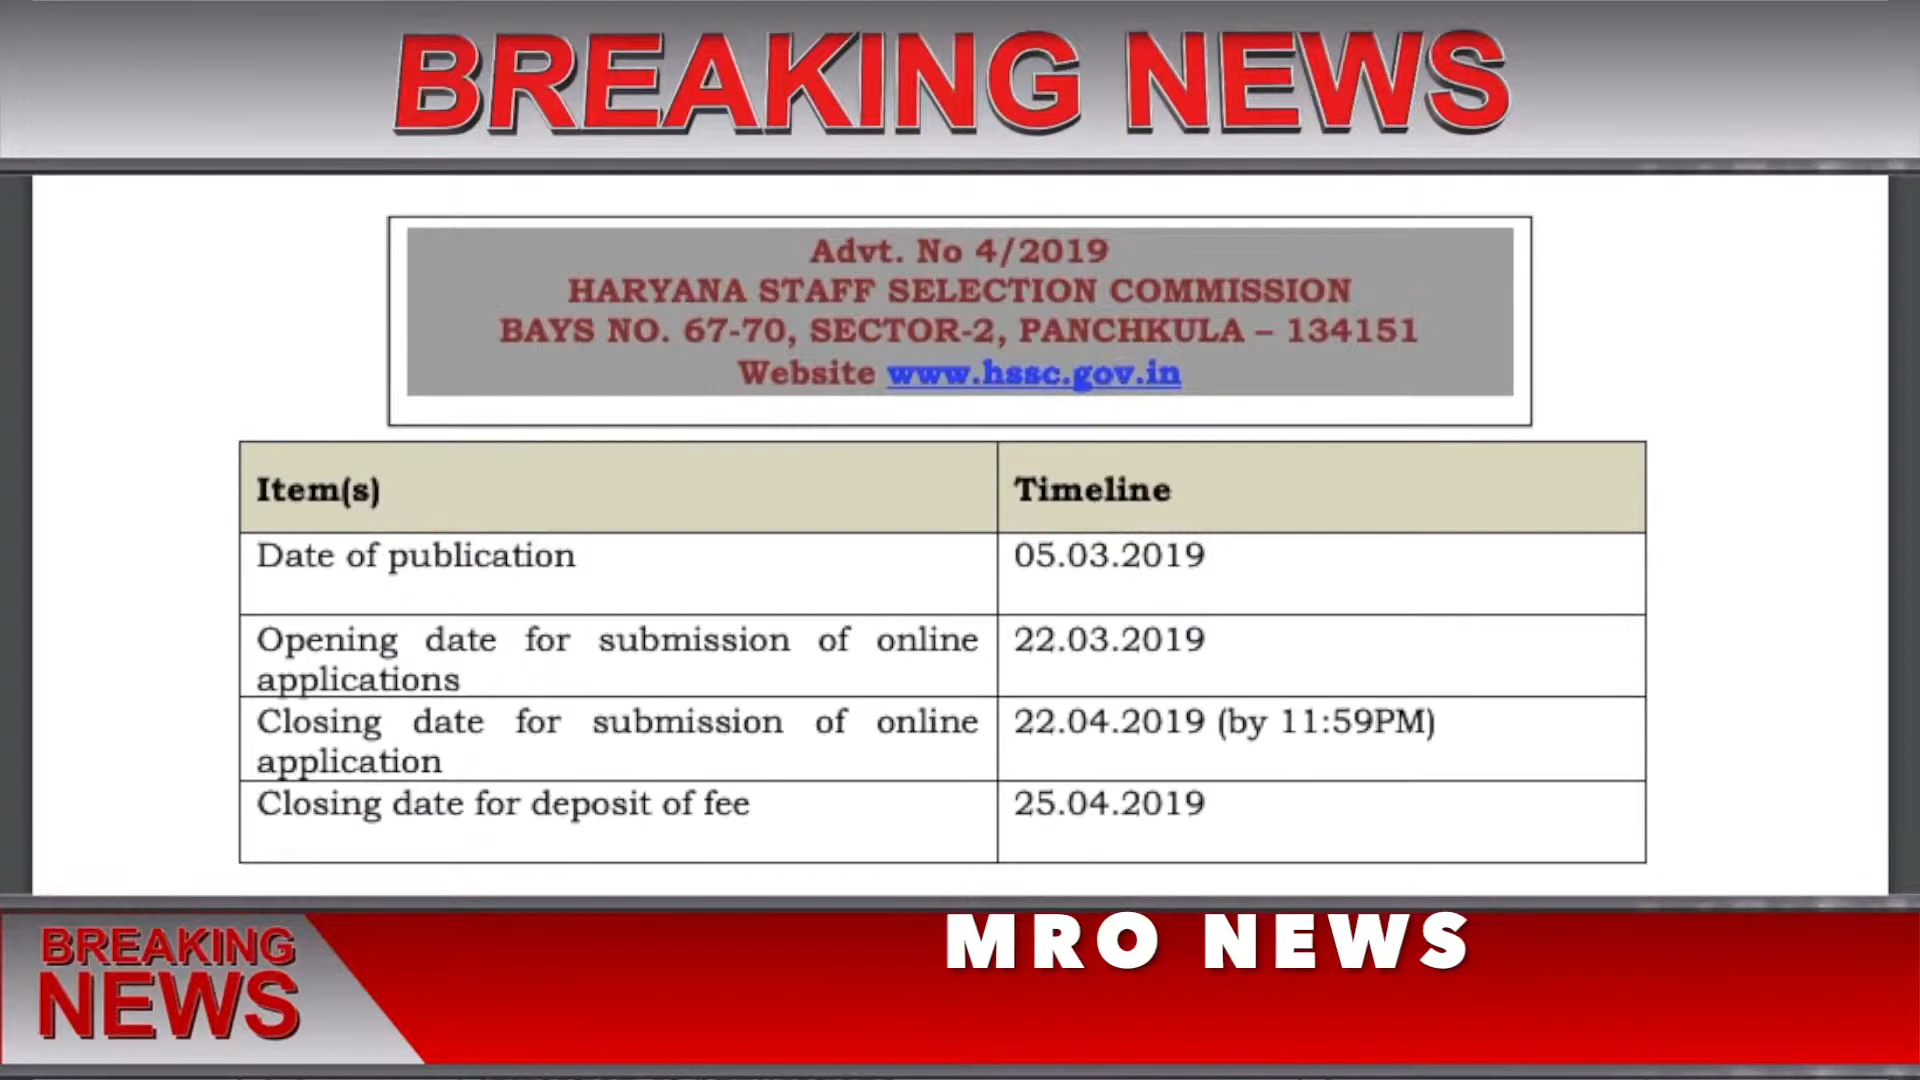 BREAKING NEWS
Advt. No 4/2019
HARYANA STAFF SELECTION COMMISSION
BAYS NO. 67-70, SECTOR-2, PANCHKULA – 134151
Website www.hssc.gov.in
Item(s) Timeline
Date of publication 05.03.2019
Opening date for submission of online 22.03.2019
applications
Closing date for submission of online 22.04.2019 (by 11:59PM)
application
Closing date for deposit of fee 25.04.2019
MRO NEWS
BREAKING
NEWS